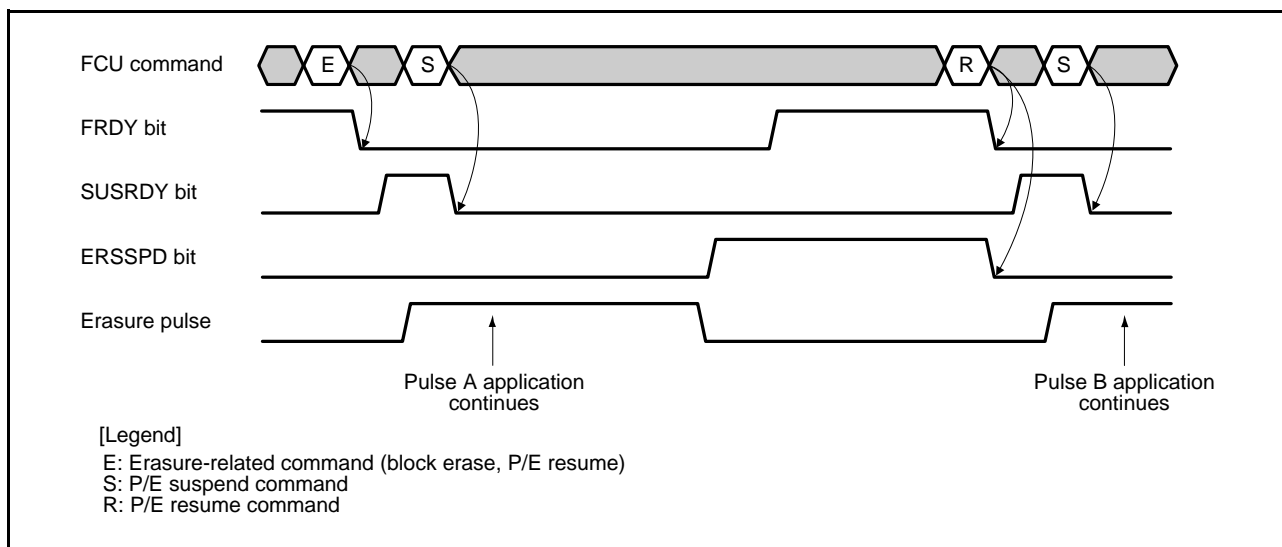 FCU command
E
S
R
S
FRDY bit
SUSRDY bit
ERSSPD bit
Erasure pulse
Pulse A application
continues
Pulse B application
continues
[Legend]
E: Erasure-related command (block erase, P/E resume)
S: P/E suspend command
R: P/E resume command